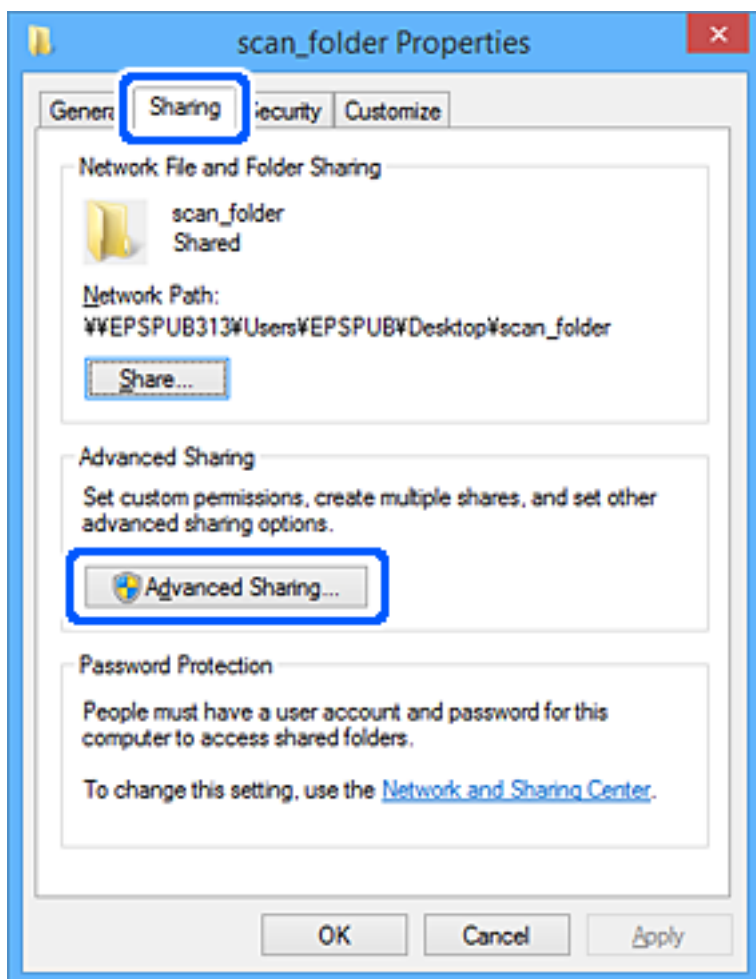 scan_folder Properties
General Sharing Security Customize
Network File and Folder Sharing
scan_folder
Shared
Network Path:
¥¥EPSPUB313¥Users¥EPSPUB¥Desktop¥scan_folder
Share...
Advanced Sharing
Set custom permissions, create multiple shares, and set other
advanced sharing options.
Advanced Sharing...
Password Protection
People must have a user account and password for this
computer to access shared folders.
To change this setting, use the Network and Sharing Center.
OK Cancel Apply